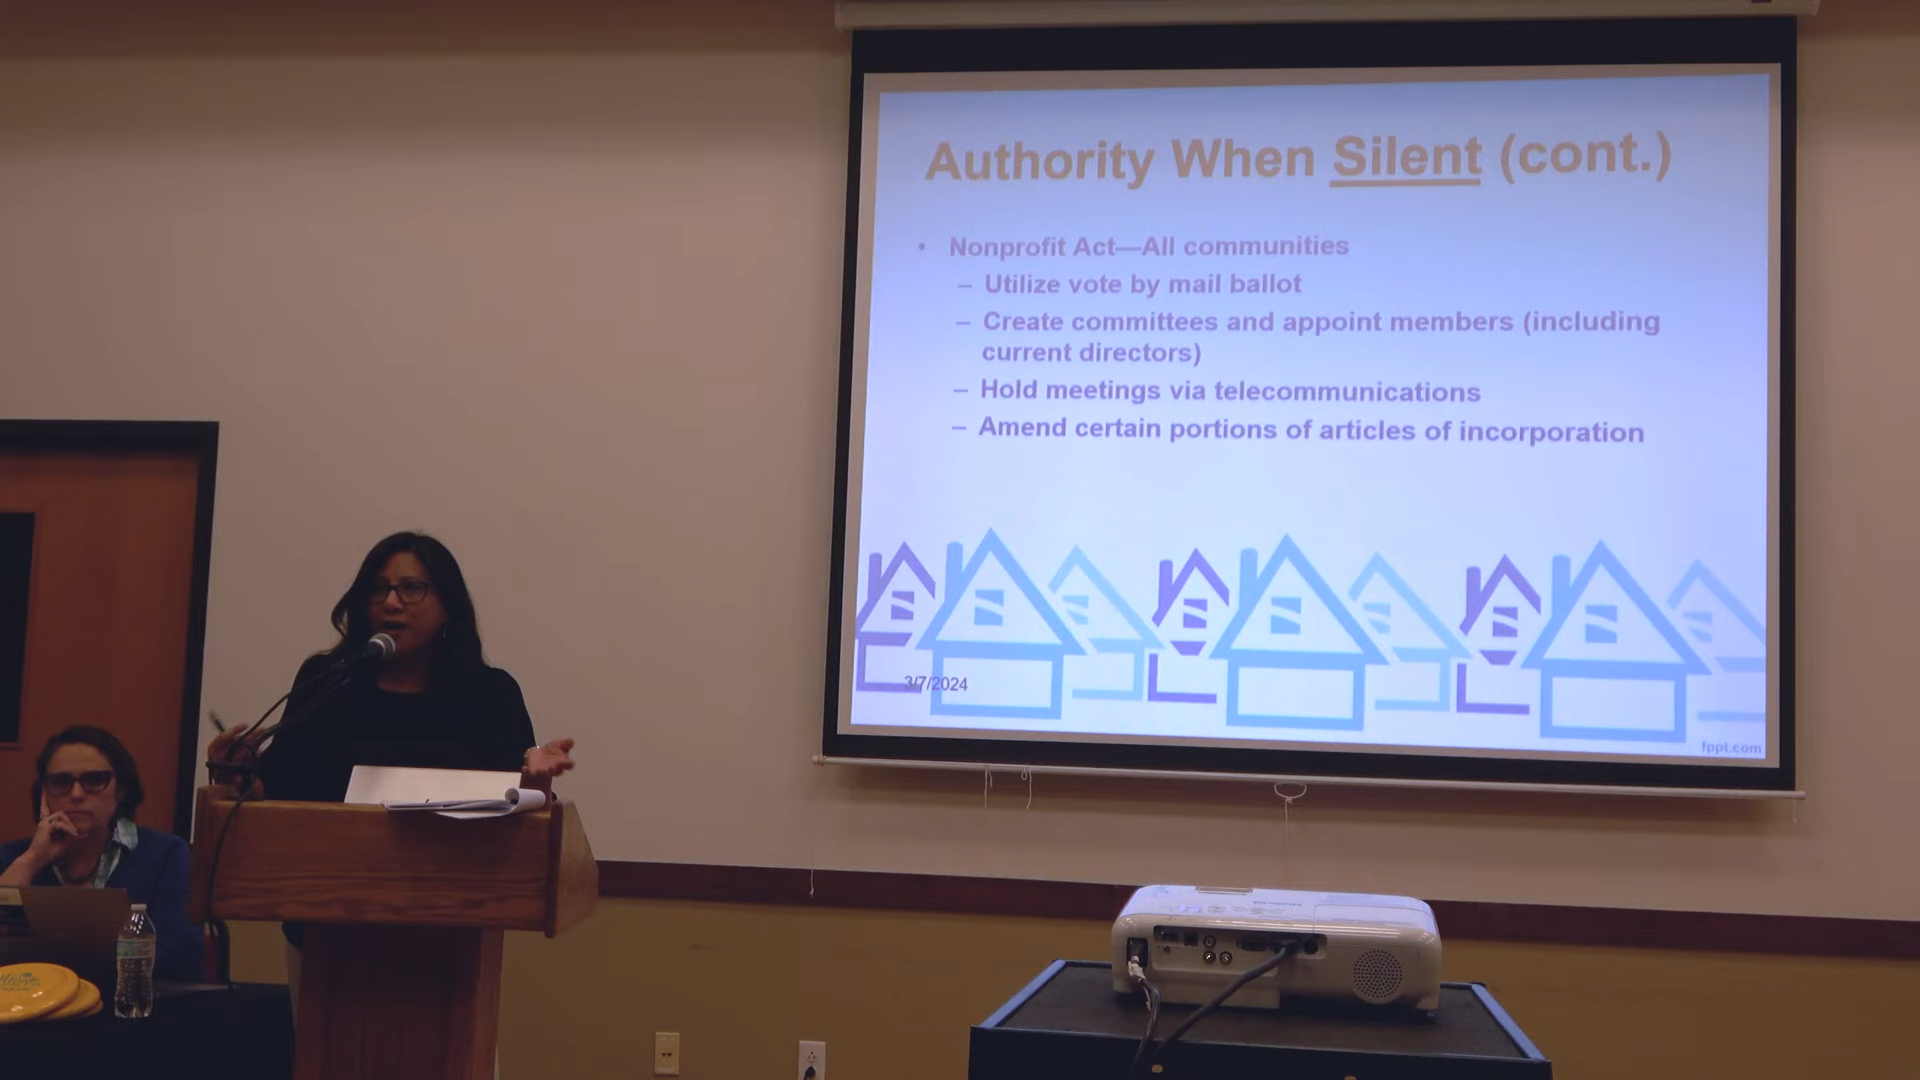 Authority When Silent (cont.)
• Nonprofit Act—All communities
– Utilize vote by mail ballot
– Create committees and appoint members (including
current directors)
– Hold meetings via telecommunications
– Amend certain portions of articles of incorporation
3/7/2024
fppt.com